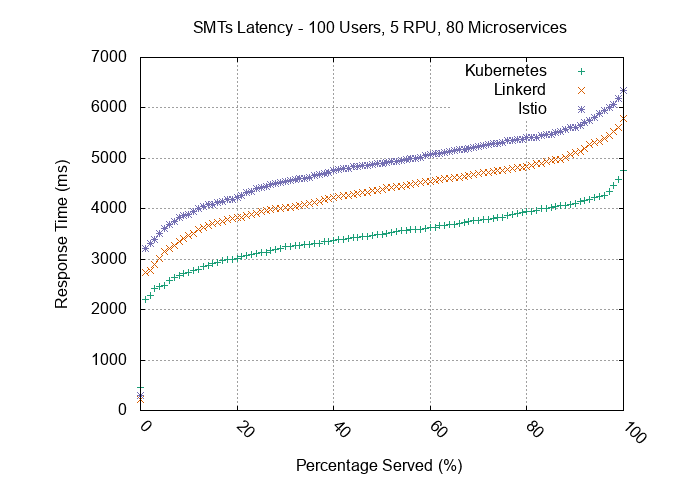 SMTs Latency - 100 Users, 5 RPU, 80 Microservices
7000
6000
5000
4000
3000
2000
1000
0
Response Time (ms)
Kubernetes
Linkerd
Istio
0
20
40
60
80
100
Percentage Served (%)